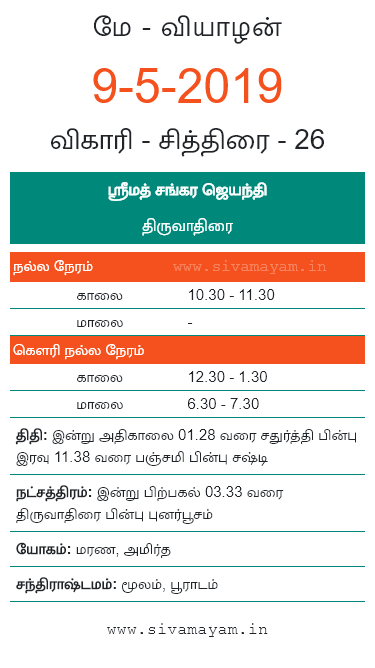 மே - வியாழன்
9-5-2019
விகாரி - சித்திரை - 26
ஸ்ரீமத் சங்கர ஜெயந்தி
திருவாதிரை
நல்ல நேரம் www.sivamayam.in
காலை 10.30 - 11.30
மாலை -
கௌரி நல்ல நேரம்
காலை 12.30 - 1.30
மாலை 6.30 - 7.30
திதி: இன்று அதிகாலை 01.28 வரை சதுர்த்தி பின்பு
இரவு 11.38 வரை பஞ்சமி பின்பு சஷ்டி
நட்சத்திரம்: இன்று பிற்பகல் 03.33 வரை
திருவாதிரை பின்பு புனர்பூசம்
யோகம்: மரண, அமிர்த
சந்திராஷ்டமம்: மூலம், பூராடம்
www.sivamayam.in